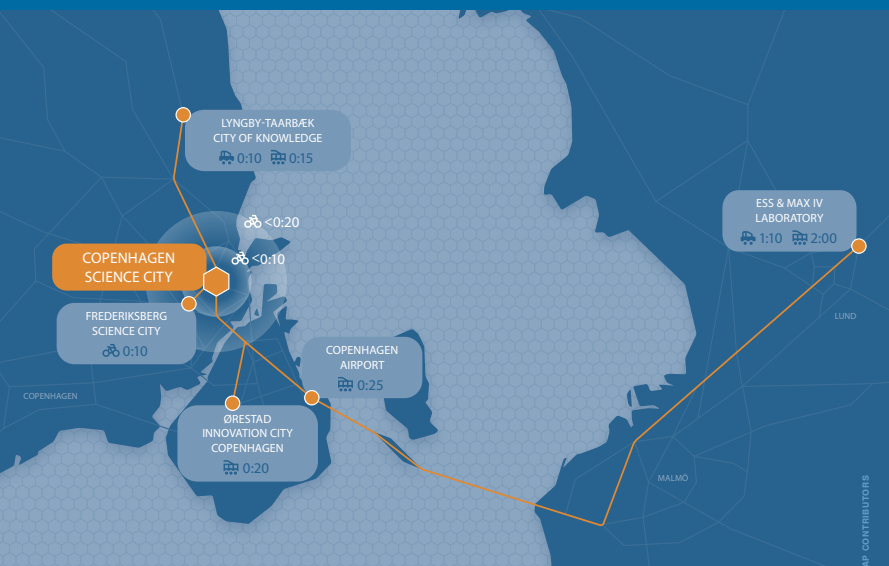 LYNGBY-TAARBÆK
CITY OF KNOWLEDGE
0:10 0:15
<0:20
<0:10
COPENHAGEN
SCIENCE CITY
FREDERIKSBERG
SCIENCE CITY
0:10
COPENHAGEN
COPENHAGEN
AIRPORT
0:25
ØRESTAD
INNOVATION CITY
COPENHAGEN
0:20
ESS & MAX IV
LABORATORY
1:10 2:00
LUND
MALMÖ
AP CONTRIBUTORS